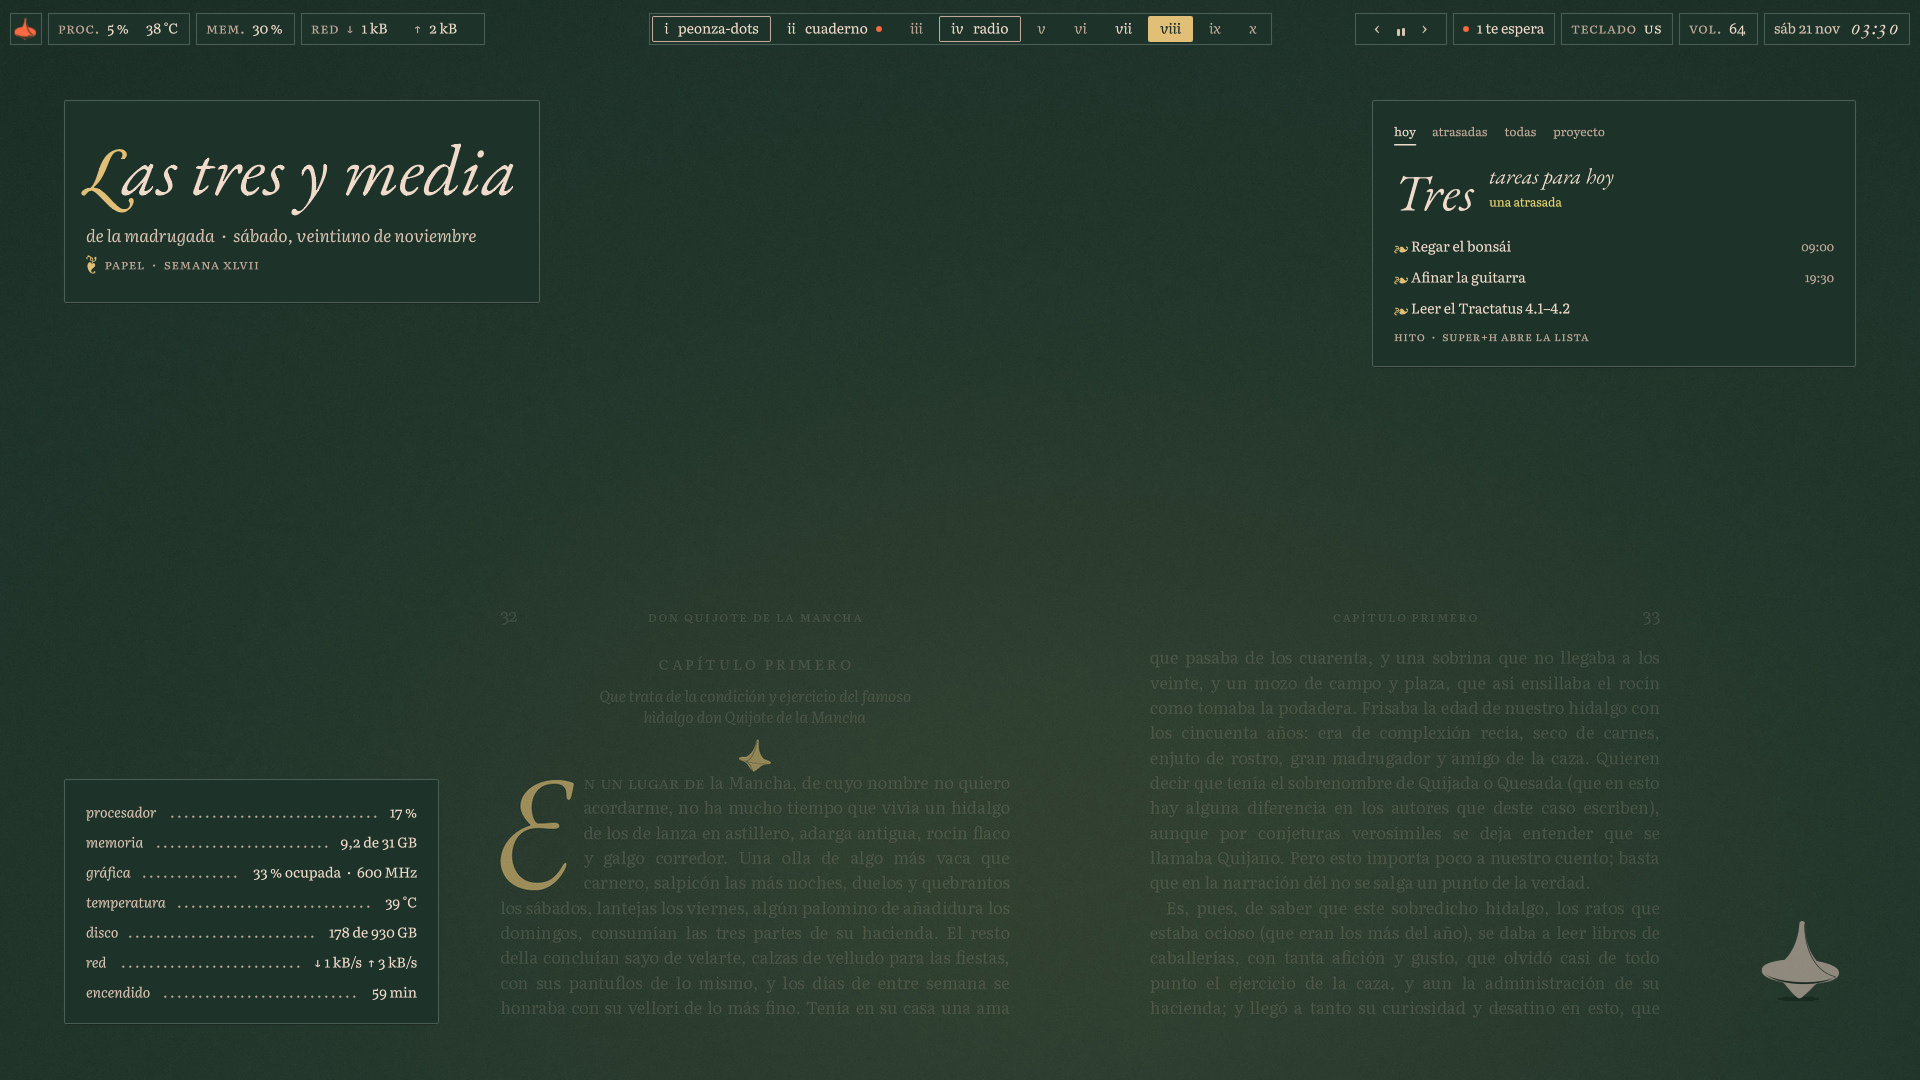 PROC. 5 % 38 °C
MEM. 30 %
RED ↓ 1 kB ↑ 2 kB
i peonza-dots ii cuaderno iii iv radio v vi vii viii ix x
1 te espera
TECLADO US
VOL. 64
sáb 21 nov 03:30
Las tres y media
de la madrugada · sábado, veintiuno de noviembre
PAPEL · SEMANA XLVII
hoy atrasadas todas proyecto
Tres tareas para hoy
una atrasada
Regar el bonsái 09:00
Afinar la guitarra 19:30
Leer el Tractatus 4.1–4.2
HITO · SUPER+H ABRE LA LISTA
procesador 17 %
memoria 9,2 de 31 GB
gráfica 33 % ocupada · 600 MHz
temperatura 39 °C
disco 178 de 930 GB
red ↓ 1 kB/s ↑ 3 kB/s
encendido 59 min
32 DON QUIJOTE DE LA MANCHA
CAPÍTULO PRIMERO
Que trata de la condición y ejercicio del famoso
hidalgo don Quijote de la Mancha
EN UN LUGAR DE la Mancha, de cuyo nombre no quiero
acordarme, no ha mucho tiempo que vivía un hidalgo
de los de lanza en astillero, adarga antigua, rocín flaco
y galgo corredor. Una olla de algo más vaca que
carnero, salpicón las más noches, duelos y quebrantos
los sábados, lantejas los viernes, algún palomino de añadidura los
domingos, consumían las tres partes de su hacienda. El resto
della concluían sayo de velarte, calzas de velludo para las fiestas,
con sus pantuflos de lo mismo, y los días de entre semana se
honraba con su vellorí de lo más fino. Tenía en su casa una ama
CAPÍTULO PRIMERO 33
que pasaba de los cuarenta, y una sobrina que no llegaba a los
veinte, y un mozo de campo y plaza, que así ensillaba el rocín
como tomaba la podadera. Frisaba la edad de nuestro hidalgo con
los cincuenta años: era de complexión recia, seco de carnes,
enjuto de rostro, gran madrugador y amigo de la caza. Quieren
decir que tenía el sobrenombre de Quijada o Quesada (que en esto
hay alguna diferencia en los autores que deste caso escriben),
aunque por conjeturas verosímiles se deja entender que se
llamaba Quijano. Pero esto importa poco a nuestro cuento; basta
que en la narración dél no se salga un punto de la verdad.
Es, pues, de saber que este sobredicho hidalgo, los ratos que
estaba ocioso (que eran los más del año), se daba a leer libros de
caballerías, con tanta afición y gusto, que olvidó casi de todo
punto el ejercicio de la caza, y aun la administración de su
hacienda; y llegó a tanto su curiosidad y desatino en esto, que